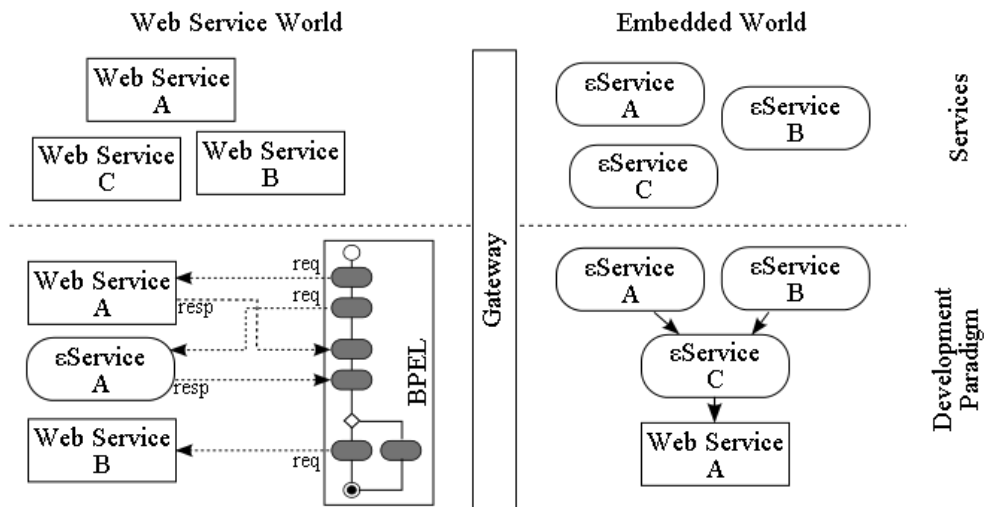 Web Service World
Embedded World
Web Service
A
Web Service
C
Web Service
B
εService
A
εService
B
εService
C
Services
Gateway
Web Service
A
εService
A
Web Service
B
req
req
resp
resp
req
BPEL
εService
A
εService
B
εService
C
Web Service
A
Development
Paradigm